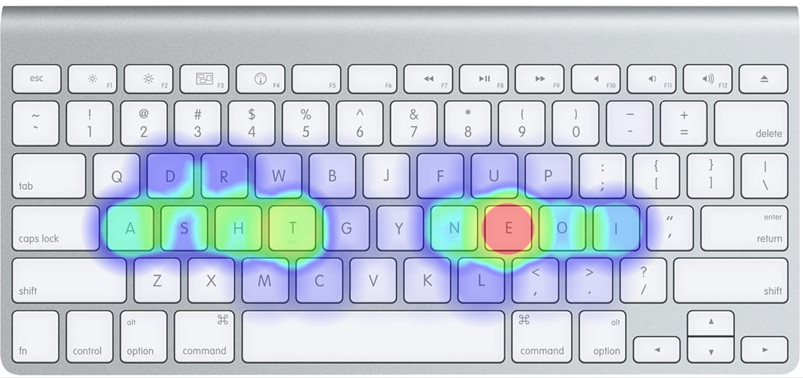 esc F1 F2 F3 F4 F5 F6 F7 F8 F9 F10 F11 F12
~ ! @ # $ % ^ & * ( ) _ +
` 1 2 3 4 5 6 7 8 9 0 - = delete
tab Q D R W B J F U P : ; { [ } ] | \
caps lock A S H T G Y N E O I " , enter return
shift Z X M C V K L < , > . ? / shift
fn control alt option ⌘ command ⌘ command alt option